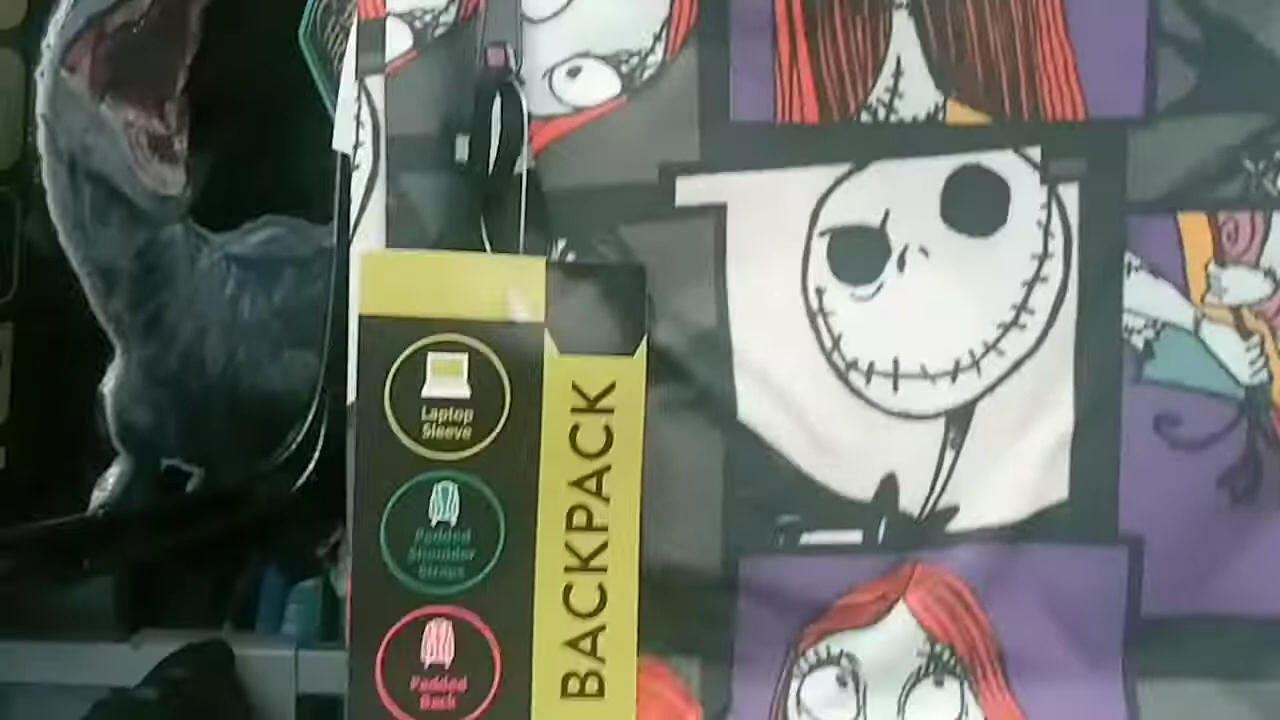 Laptop
Sleeve
Padded
Shoulder
Straps
Padded
Back
BACKPACK